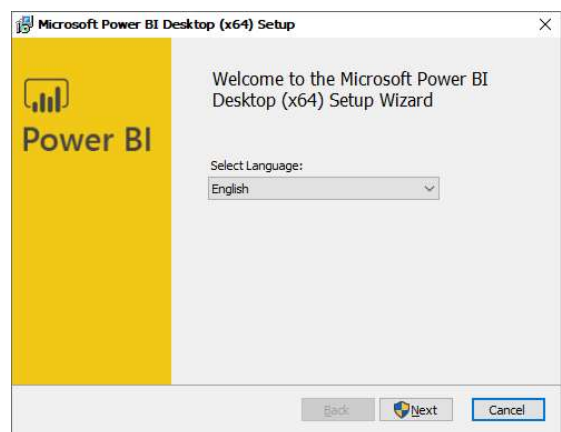 Microsoft Power BI Desktop (x64) Setup
Power BI
Welcome to the Microsoft Power BI
Desktop (x64) Setup Wizard
Select Language:
English
Back
Next
Cancel